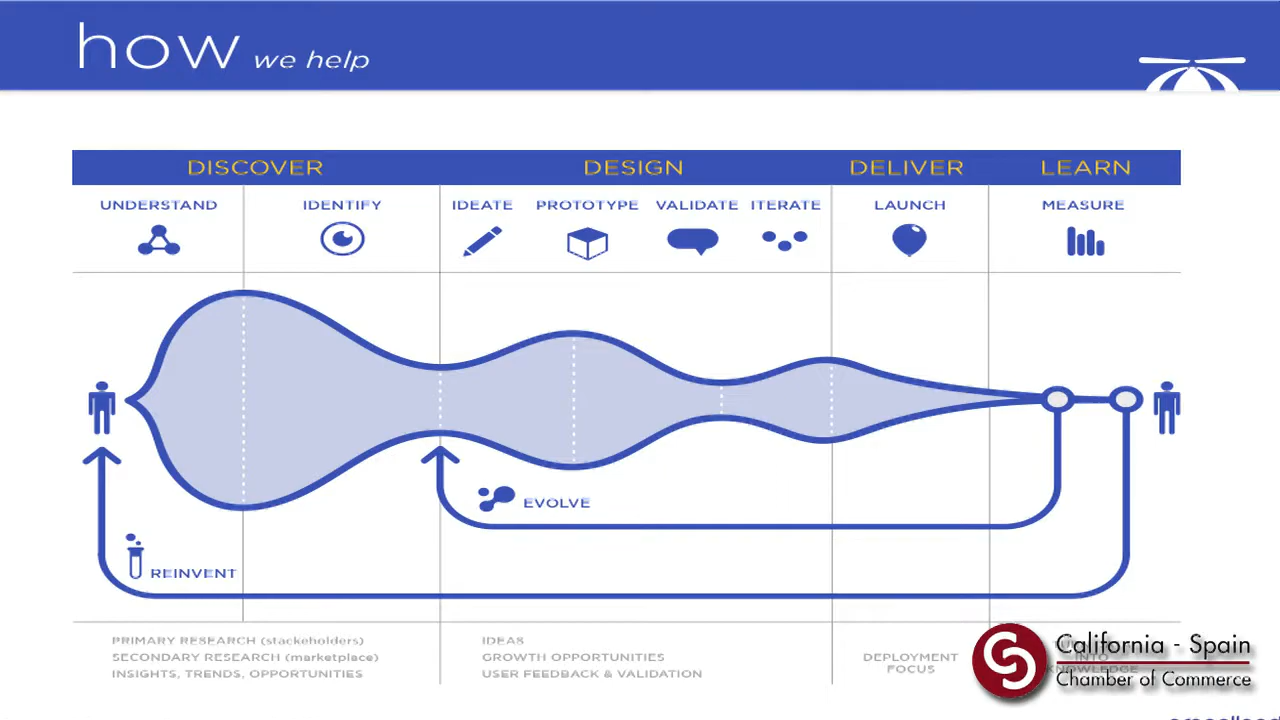 how we help
DISCOVER DESIGN DELIVER LEARN
UNDERSTAND IDENTIFY IDEATE PROTOTYPE VALIDATE ITERATE LAUNCH MEASURE
EVOLVE
REINVENT
PRIMARY RESEARCH (stackeholders)
SECONDARY RESEARCH (marketplace)
INSIGHTS, TRENDS, OPPORTUNITIES
IDEAS
GROWTH OPPORTUNITIES
USER FEEDBACK & VALIDATION
DEPLOYMENT
FOCUS
INTO
KNOWLEDGE
California - Spain
Chamber of Commerce